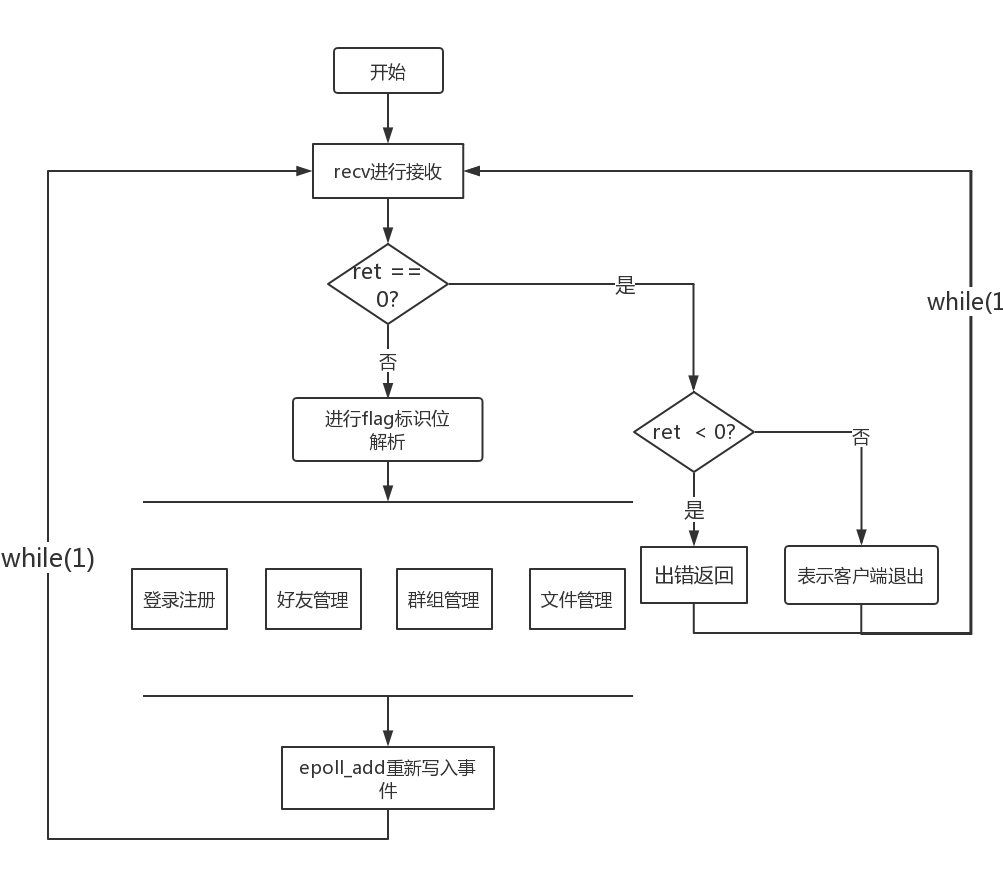 开始
recv进行接收
ret ==
0?
是
while(1
否
进行flag标识位
解析
ret < 0?
否
是
while(1)
登录注册
好友管理
群组管理
文件管理
出错返回
表示客户端退出
epoll_add重新写入事
件